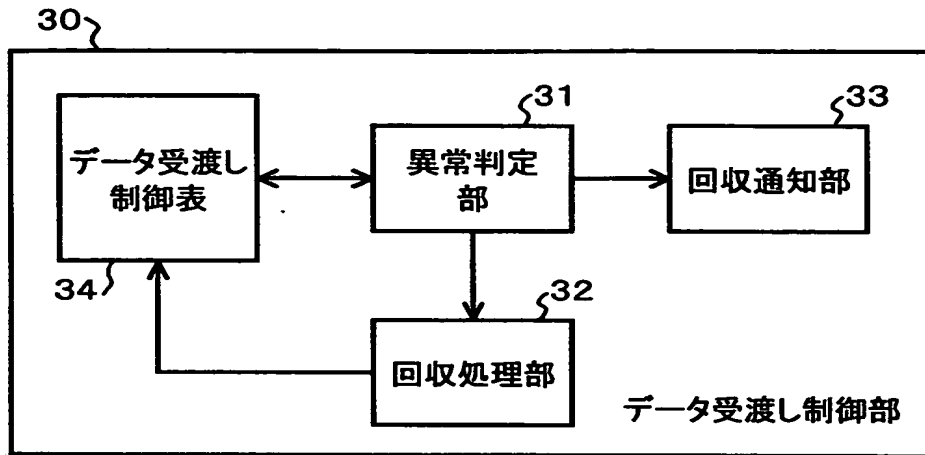 30
31
33
データ受渡し
制御表
異常判定
部
回収通知部
34
32
回収処理部
データ受渡し制御部